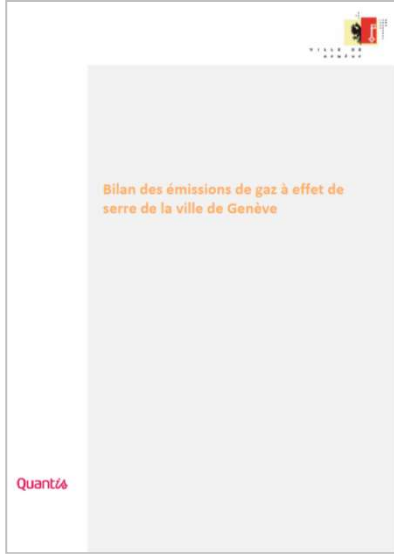 VILLE DE
GENÈVE
Bilan des émissions de gaz à effet de
serre de la ville de Genève
Quantis